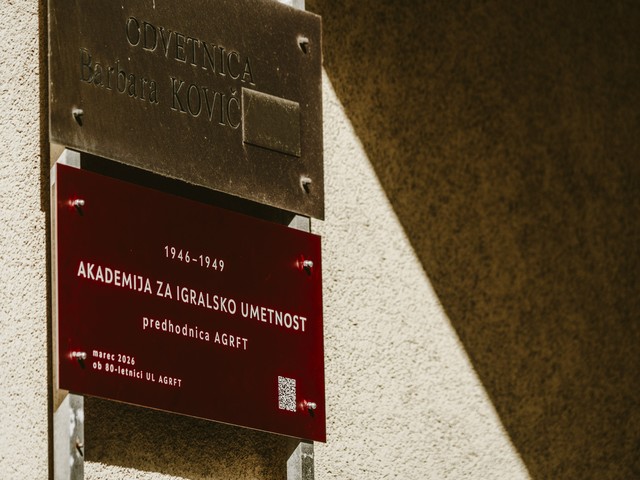 ODVETNICA
Barbara KOVIČ
1946–1949
AKADEMIJA ZA IGRALSKO UMETNOST
predhodnica AGRFT
marec 2026
ob 80-letnici UL AGRFT